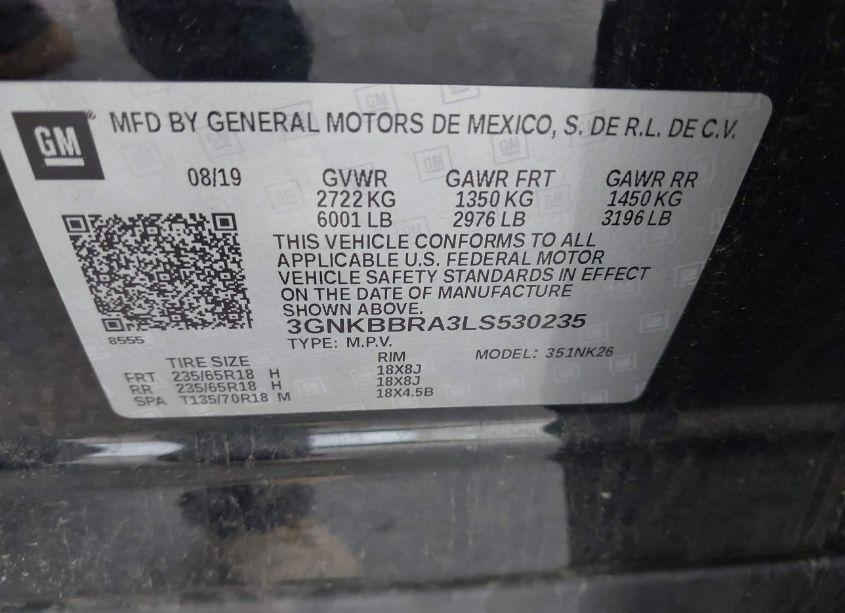 GM
MFD BY GENERAL MOTORS DE MEXICO, S. DE R.L. DE C.V.
08/19 GVWR GAWR FRT GAWR RR
2722 KG 1350 KG 1450 KG
6001 LB 2976 LB 3196 LB
THIS VEHICLE CONFORMS TO ALL
APPLICABLE U.S. FEDERAL MOTOR
VEHICLE SAFETY STANDARDS IN EFFECT
ON THE DATE OF MANUFACTURE
SHOWN ABOVE.
3GNKBBRA3LS530235
8555
TYPE: M.P.V. MODEL: 351NK26
TIRE SIZE RIM
FRT 235/65R18 H 18X8J
RR 235/65R18 H 18X8J
SPA T135/70R18 M 18X4.5B